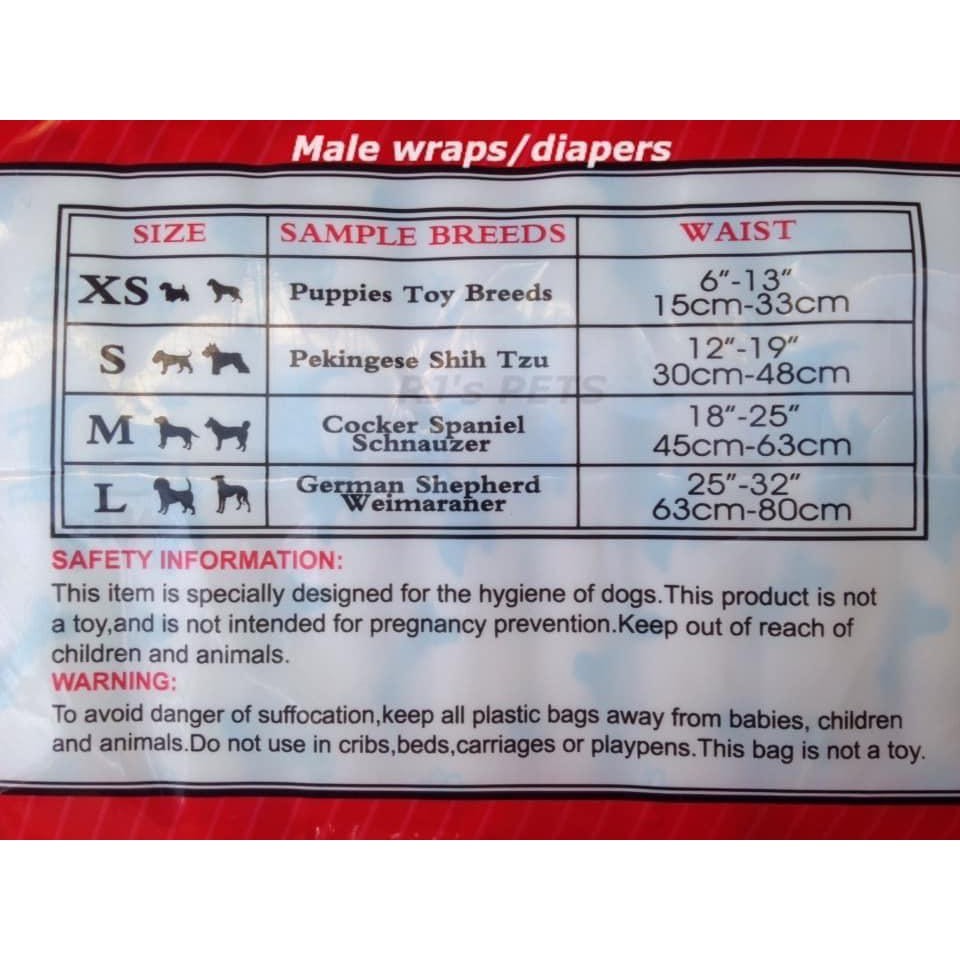 Male wraps/diapers
SIZE SAMPLE BREEDS WAIST
XS Puppies Toy Breeds 6"-13"
15cm-33cm
S Pekingese Shih Tzu 12"-19"
30cm-48cm
RJ's PETS
M Cocker Spaniel
Schnauzer 18"-25"
45cm-63cm
L German Shepherd
Weimaraner 25"-32"
63cm-80cm
SAFETY INFORMATION:
This item is specially designed for the hygiene of dogs.This product is not
a toy,and is not intended for pregnancy prevention.Keep out of reach of
children and animals.
WARNING:
To avoid danger of suffocation,keep all plastic bags away from babies, children
and animals.Do not use in cribs,beds,carriages or playpens.This bag is not a toy.